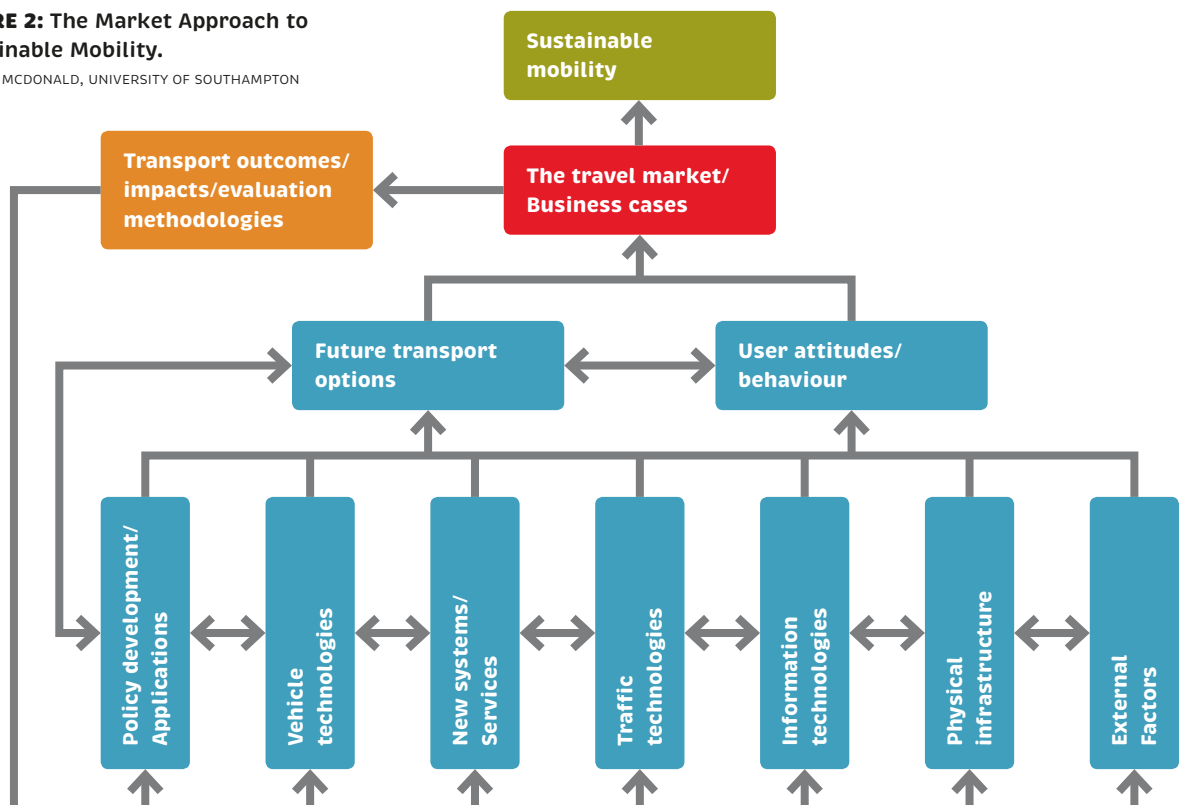 RE 2: The Market Approach to
inable Mobility.
MCDONALD, UNIVERSITY OF SOUTHAMPTON
Sustainable
mobility
Transport outcomes/
impacts/evaluation
methodologies
The travel market/
Business cases
Future transport
options
User attitudes/
behaviour
Policy development/
Applications
Vehicle
technologies
New systems/
Services
Traffic
technologies
Information
technologies
Physical
infrastructure
External
Factors